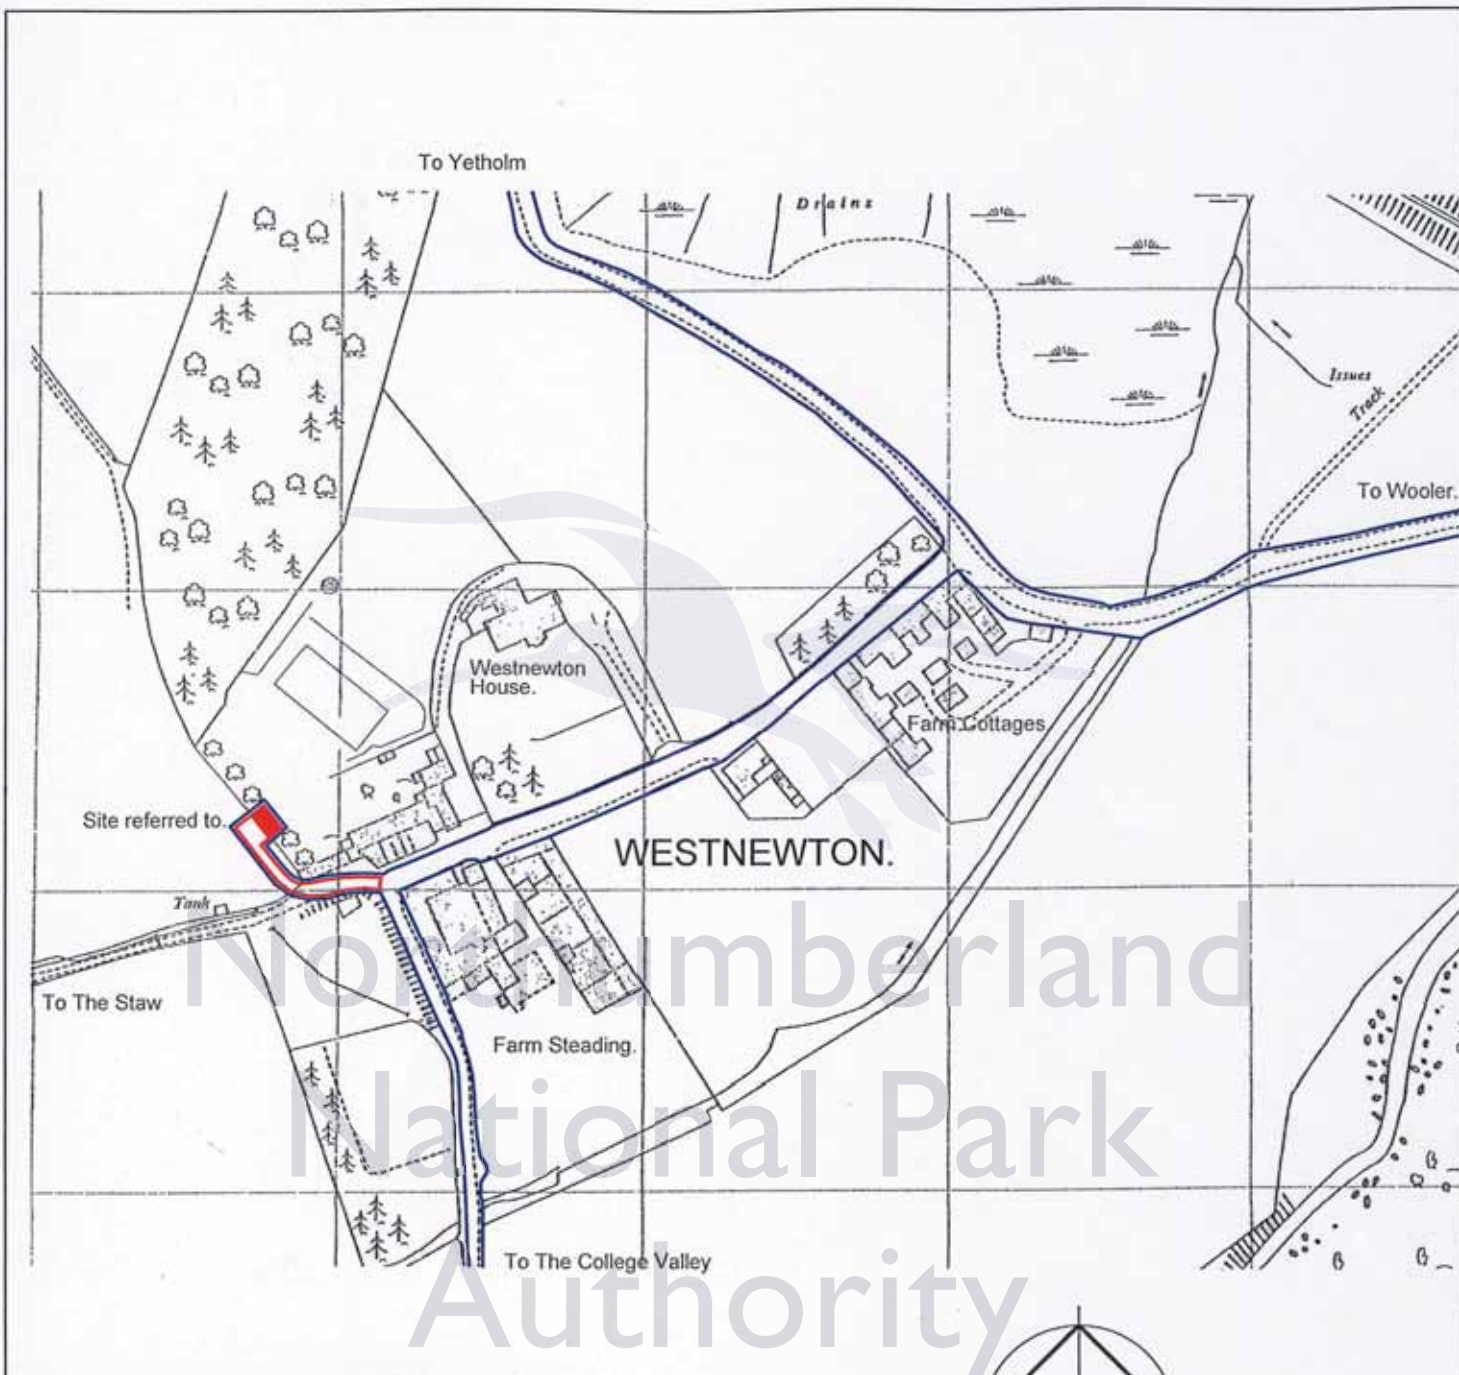 To Yetholm
Drains
Issues
Track
To Wooler.
Westnewton
House.
Farm Cottages.
Site referred to.
WESTNEWTON.
Tank
Northumberland
To The Staw
Farm Steading.
National Park
To The College Valley
Authority